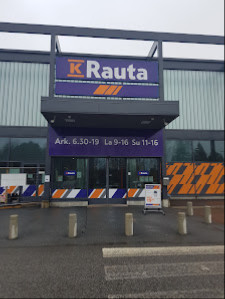 K Rauta
Ark. 6.30-19 La 9-16 Su 11-16